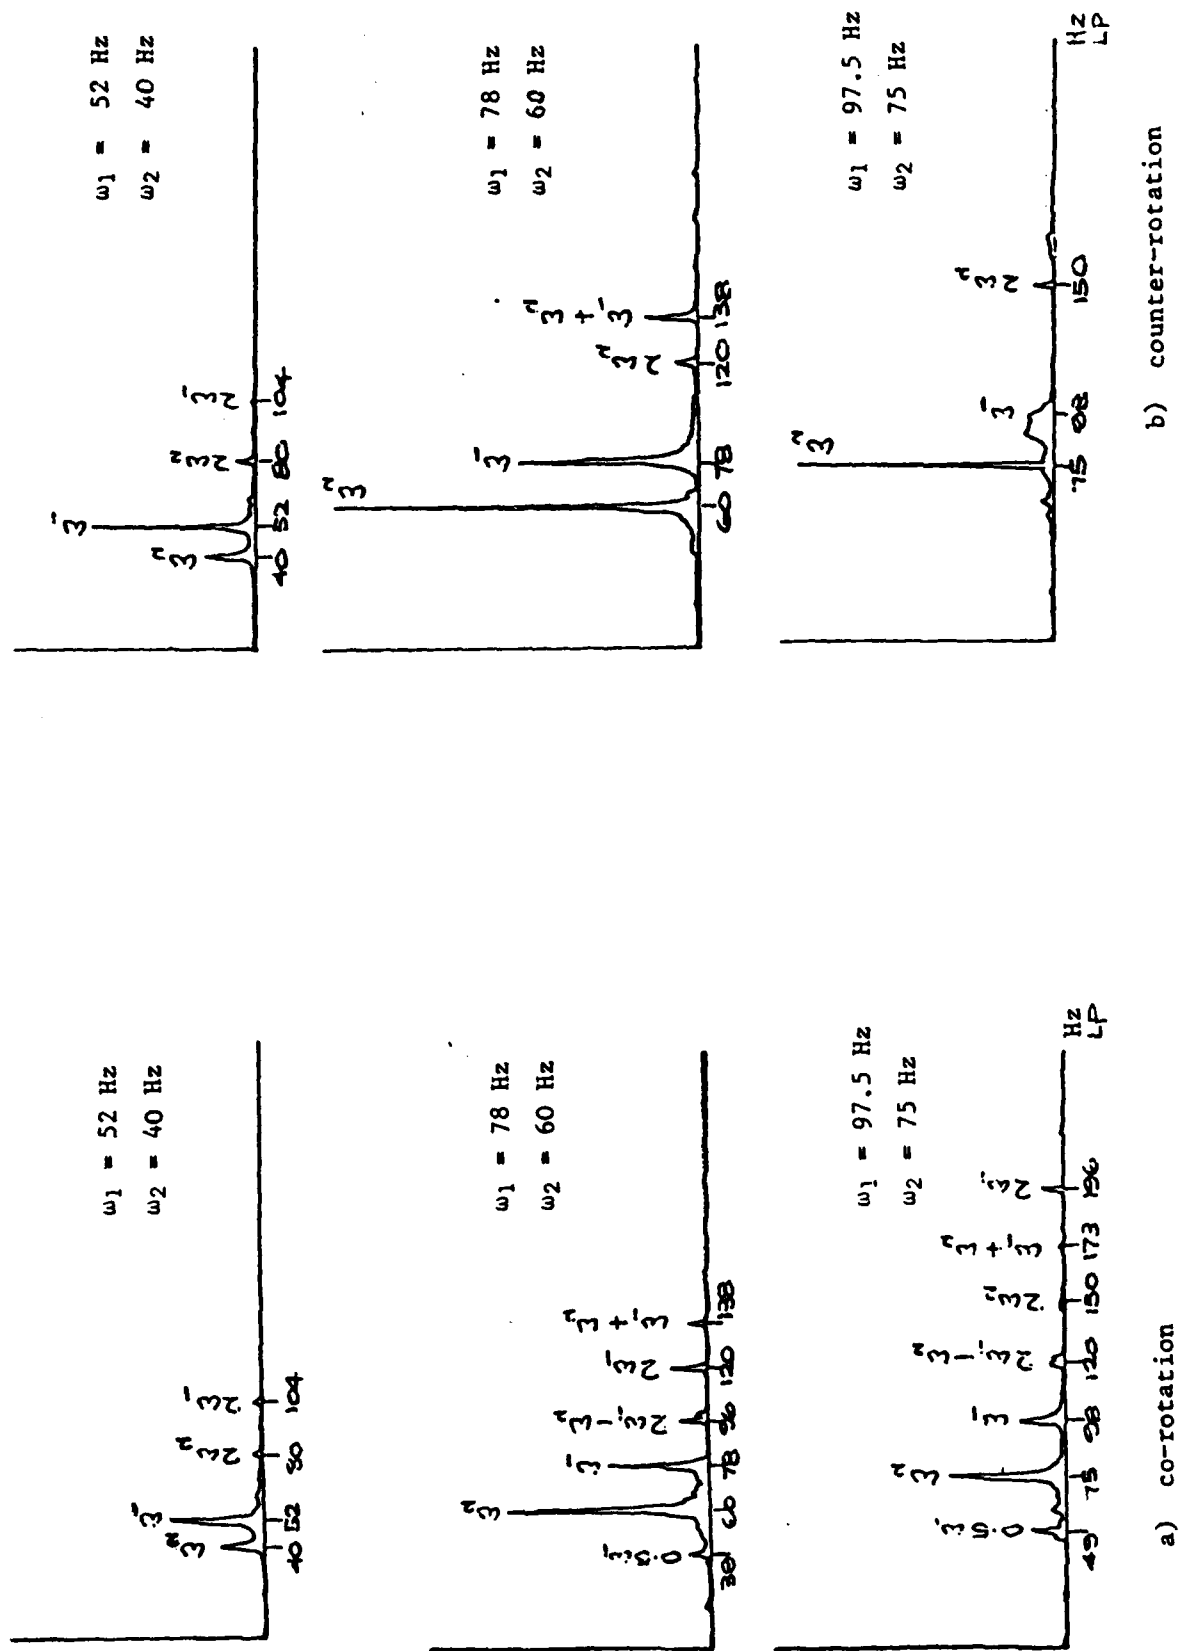 ω1 = 52 Hz
ω2 = 40 Hz
ω2 ω1 2ω2 2ω1
40 52 80 104
ω1 = 78 Hz
ω2 = 60 Hz
0.5ω1 ω2 ω1 2ω1-ω2 2ω1 ω1+ω2
38 60 78 96 120 138
ω1 = 97.5 Hz
ω2 = 75 Hz
0.5ω1 ω2 ω1 2ω1-ω2 2ω2 ω1+ω2 2ω1
49 75 98 120 150 173 196 Hz
LP
a) co-rotation
ω1 = 52 Hz
ω2 = 40 Hz
ω2 ω1 2ω2 2ω1
40 52 80 104
ω1 = 78 Hz
ω2 = 60 Hz
ω2 ω1 2ω2 ω1+ω2
60 78 120 138
ω1 = 97.5 Hz
ω2 = 75 Hz
ω2 ω1 2ω2
75 98 150 Hz
LP
b) counter-rotation